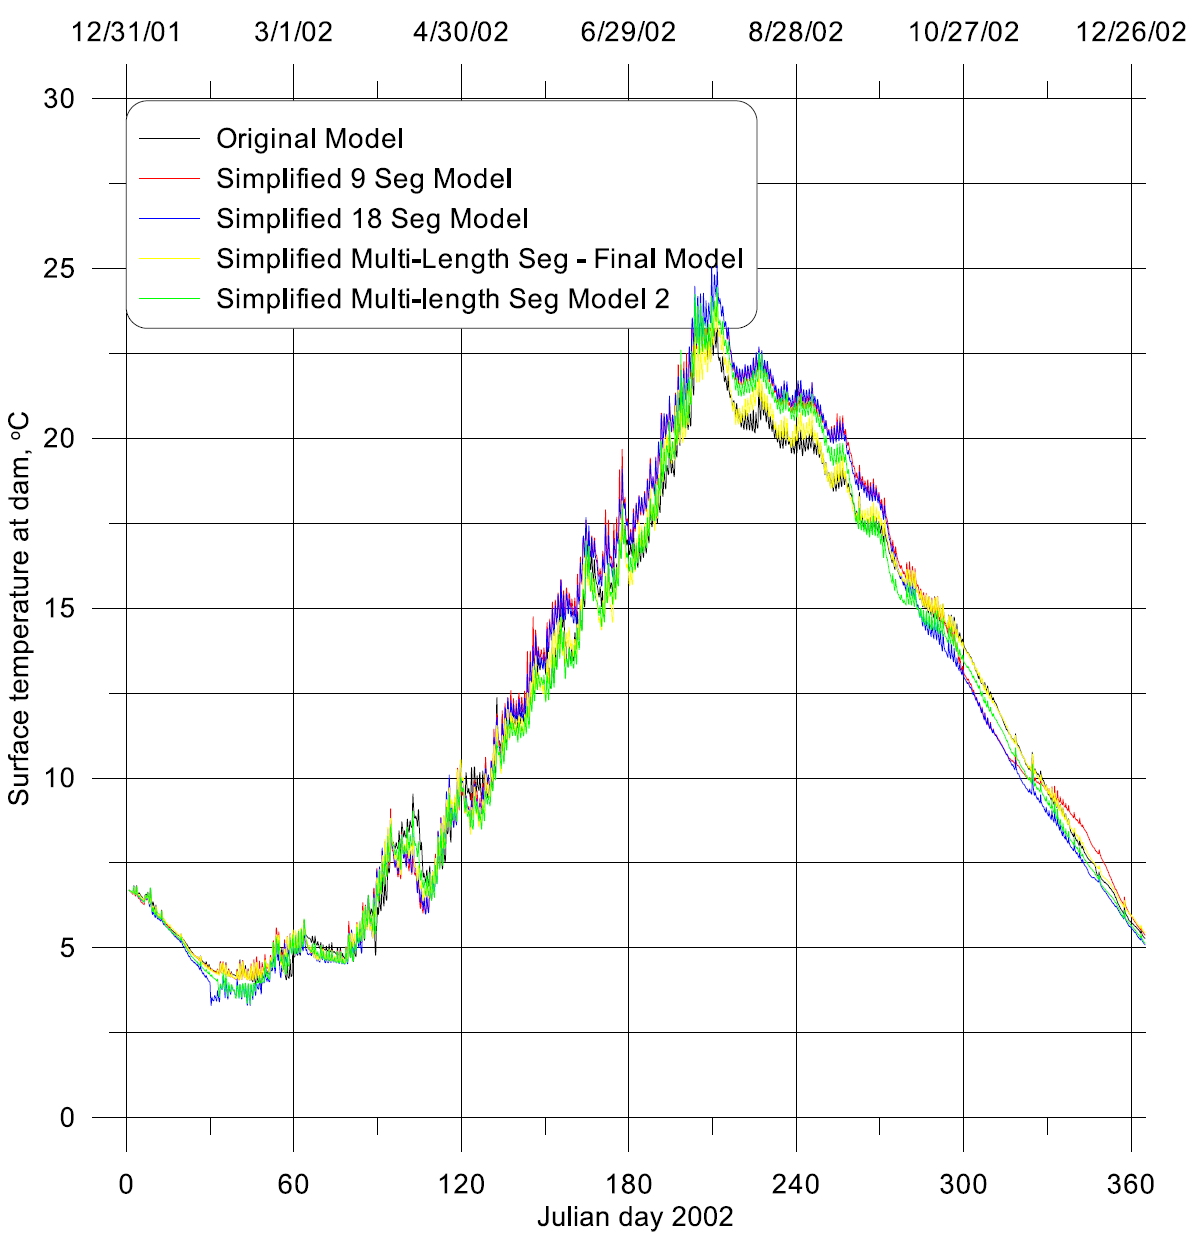 12/31/01 3/1/02 4/30/02 6/29/02 8/28/02 10/27/02 12/26/02
30
Original Model
Simplified 9 Seg Model
Simplified 18 Seg Model
Simplified Multi-Length Seg - Final Model
Simplified Multi-length Seg Model 2
25
20
15
10
5
0
Surface temperature at dam, oC
0 60 120 180 240 300 360
Julian day 2002